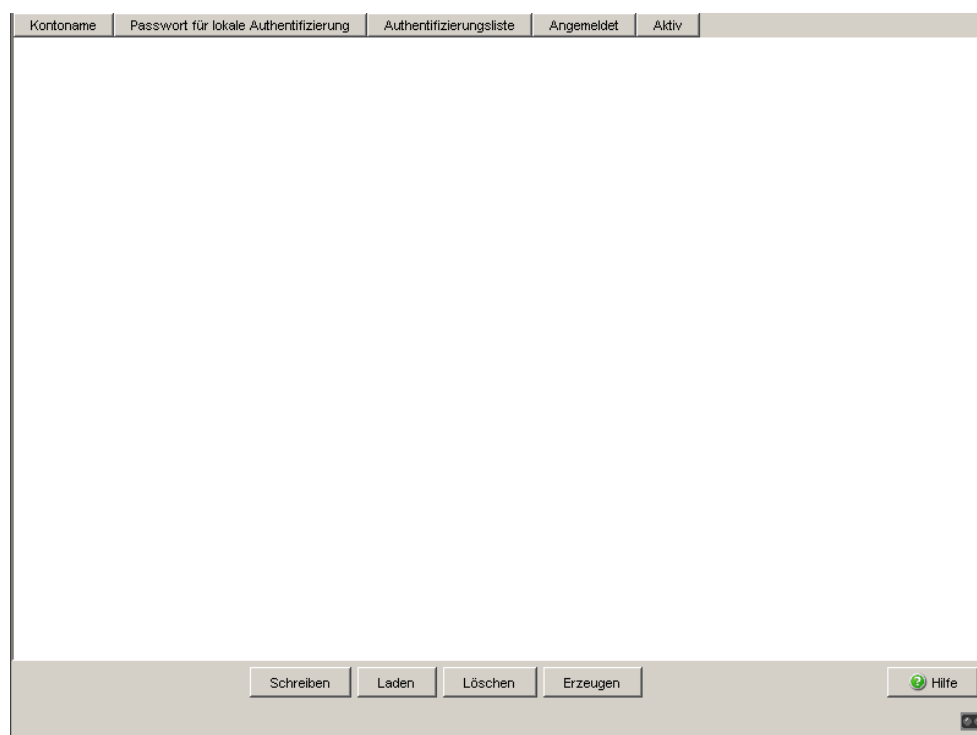 Kontoname Passwort für lokale Authentifizierung Authentifizierungsliste Angemeldet Aktiv
Schreiben Laden Löschen Erzeugen Hilfe